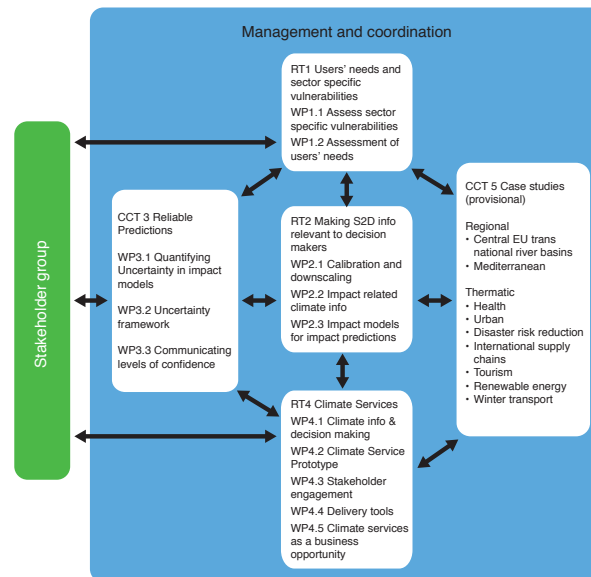 Management and coordination
Stakeholder group
RT1 Users' needs and
sector specific
vulnerabilities
WP1.1 Assess sector
specific vulnerabilities
WP1.2 Assessment of
users' needs
CCT 3 Reliable
Predictions
WP3.1 Quantifying
Uncertainty in impact
models
WP3.2 Uncertainty
framework
WP3.3 Communicating
levels of confidence
RT2 Making S2D info
relevant to decision
makers
WP2.1 Calibration and
downscaling
WP2.2 Impact related
climate info
WP2.3 Impact models
for impact predictions
CCT 5 Case studies
(provisional)
Regional
• Central EU trans
national river basins
• Mediterranean
Thematic
• Health
• Urban
• Disaster risk reduction
• International supply
chains
• Tourism
• Renewable energy
• Winter transport
RT4 Climate Services
WP4.1 Climate info &
decision making
WP4.2 Climate Service
Prototype
WP4.3 Stakeholder
engagement
WP4.4 Delivery tools
WP4.5 Climate services
as a business
opportunity